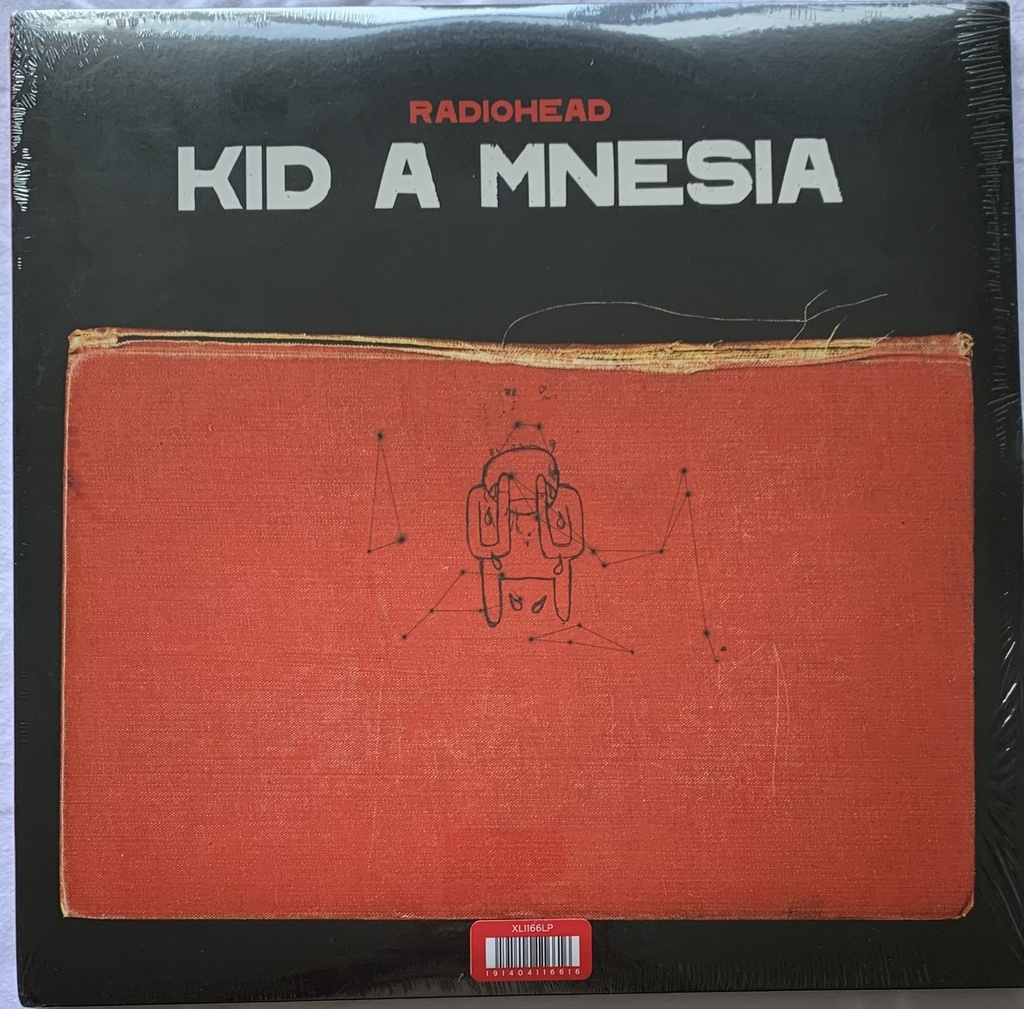 RADIOHEAD
KID A MNESIA
XL1166LP
191404116616